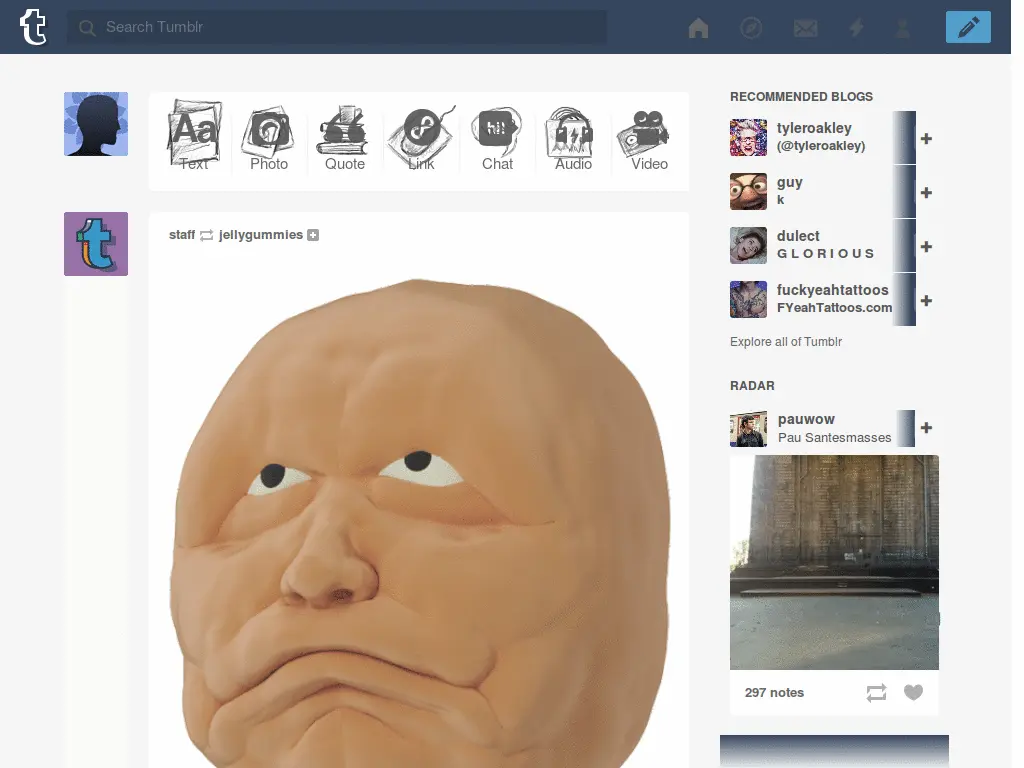 t
Search Tumblr
Aa
hi!
Text
Photo
Quote
Link
Chat
Audio
Video
t
staff jellygummies
RECOMMENDED BLOGS
tyleroakley
(@tyleroakley)
guy
k
dulect
G L O R I O U S
fuckyeahtattoos
FYeahTattoos.com
Explore all of Tumblr
RADAR
pauwow
Pau Santesmasses
297 notes